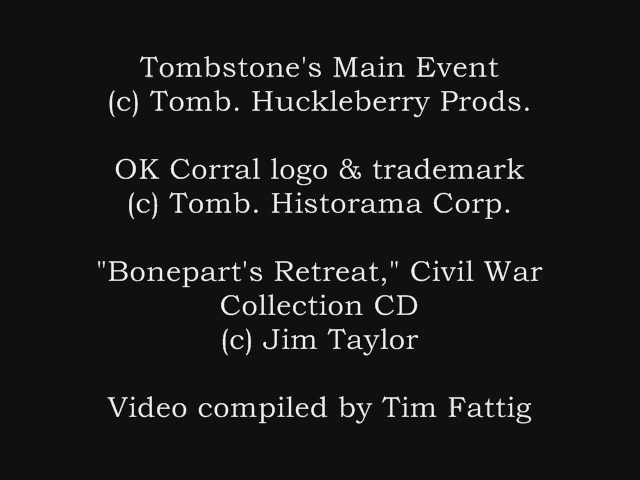 Tombstone's Main Event
(c) Tomb. Huckleberry Prods.
OK Corral logo & trademark
(c) Tomb. Historama Corp.
"Bonepart's Retreat," Civil War
Collection CD
(c) Jim Taylor
Video compiled by Tim Fattig